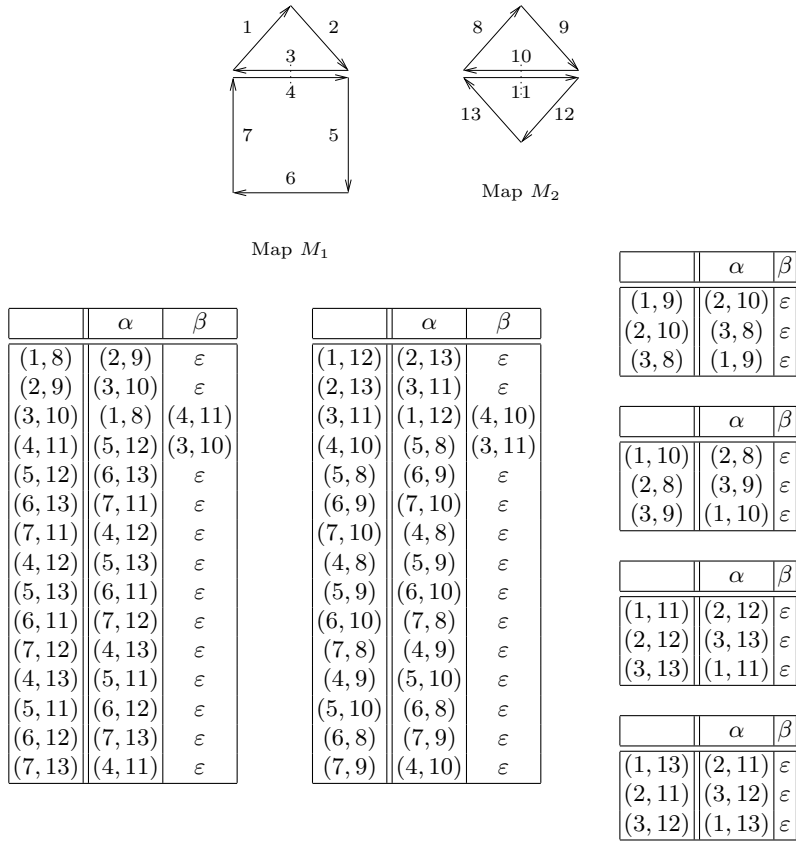 1 2 8 9
3 10
4 11
13 12
7 5
6
Map M₂
Map M₁
α β
(1, 8) (2, 9) ε
(2, 9) (3, 10) ε
(3, 10) (1, 8) (4, 11)
(4, 11) (5, 12) (3, 10)
(5, 12) (6, 13) ε
(6, 13) (7, 11) ε
(7, 11) (4, 12) ε
(4, 12) (5, 13) ε
(5, 13) (6, 11) ε
(6, 11) (7, 12) ε
(7, 12) (4, 13) ε
(4, 13) (5, 11) ε
(5, 11) (6, 12) ε
(6, 12) (7, 13) ε
(7, 13) (4, 11) ε
α β
(1, 12) (2, 13) ε
(2, 13) (3, 11) ε
(3, 11) (1, 12) (4, 10)
(4, 10) (5, 8) (3, 11)
(5, 8) (6, 9) ε
(6, 9) (7, 10) ε
(7, 10) (4, 8) ε
(4, 8) (5, 9) ε
(5, 9) (6, 10) ε
(6, 10) (7, 8) ε
(7, 8) (4, 9) ε
(4, 9) (5, 10) ε
(5, 10) (6, 8) ε
(6, 8) (7, 9) ε
(7, 9) (4, 10) ε
α β
(1, 9) (2, 10) ε
(2, 10) (3, 8) ε
(3, 8) (1, 9) ε
α β
(1, 10) (2, 8) ε
(2, 8) (3, 9) ε
(3, 9) (1, 10) ε
α β
(1, 11) (2, 12) ε
(2, 12) (3, 13) ε
(3, 13) (1, 11) ε
α β
(1, 13) (2, 11) ε
(2, 11) (3, 12) ε
(3, 12) (1, 13) ε